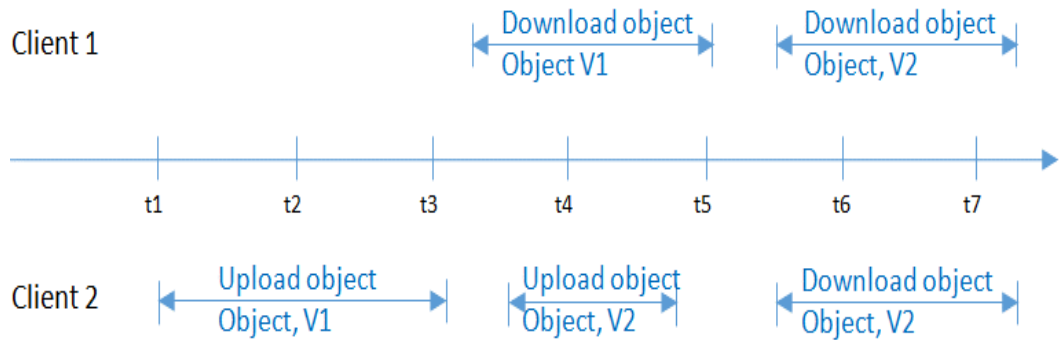 Client 1
Download object
Object V1
Download object
Object, V2
t1 t2 t3 t4 t5 t6 t7
Client 2
Upload object
Object, V1
Upload object
Object, V2
Download object
Object, V2